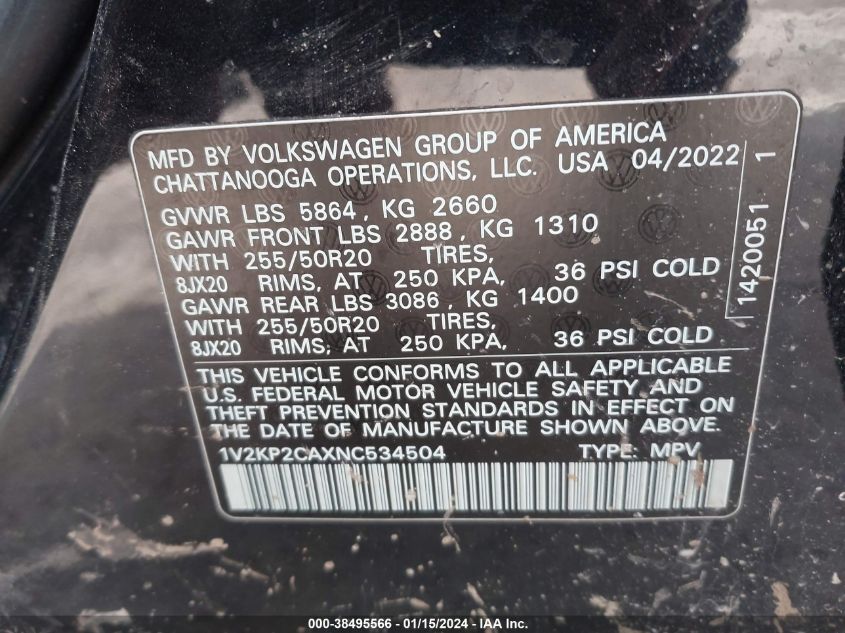 MFD BY VOLKSWAGEN GROUP OF AMERICA
CHATTANOOGA OPERATIONS, LLC. USA 04/2022
GVWR LBS 5864, KG 2660
GAWR FRONT LBS 2888, KG 1310
WITH 255/50R20 TIRES,
8JX20 RIMS, AT 250 KPA, 36 PSI COLD
GAWR REAR LBS 3086, KG 1400
WITH 255/50R20 TIRES,
8JX20 RIMS, AT 250 KPA, 36 PSI COLD
THIS VEHICLE CONFORMS TO ALL APPLICABLE
U.S. FEDERAL MOTOR VEHICLE SAFETY AND
THEFT PREVENTION STANDARDS IN EFFECT ON
THE DATE OF MANUFACTURE SHOWN ABOVE.
1V2KP2CAXNC534504 TYPE: MPV
1420051 1
000-38495566 - 01/15/2024 - IAA Inc.